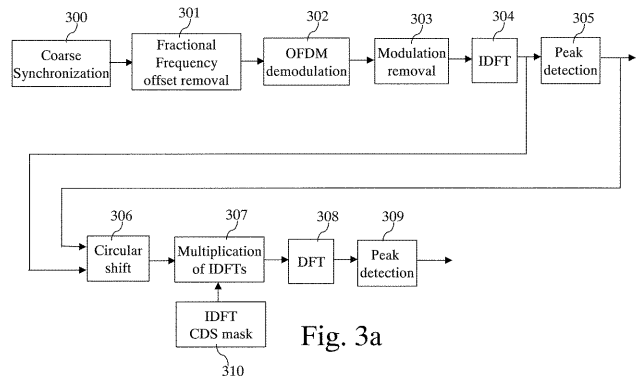 300
301
302
303
304
305
Coarse
Synchronization
Fractional
Frequency
offset removal
OFDM
demodulation
Modulation
removal
IDFT
Peak
detection
306
307
308
309
Circular
shift
Multiplication
of IDFTs
DFT
Peak
detection
IDFT
CDS mask
310
Fig. 3a